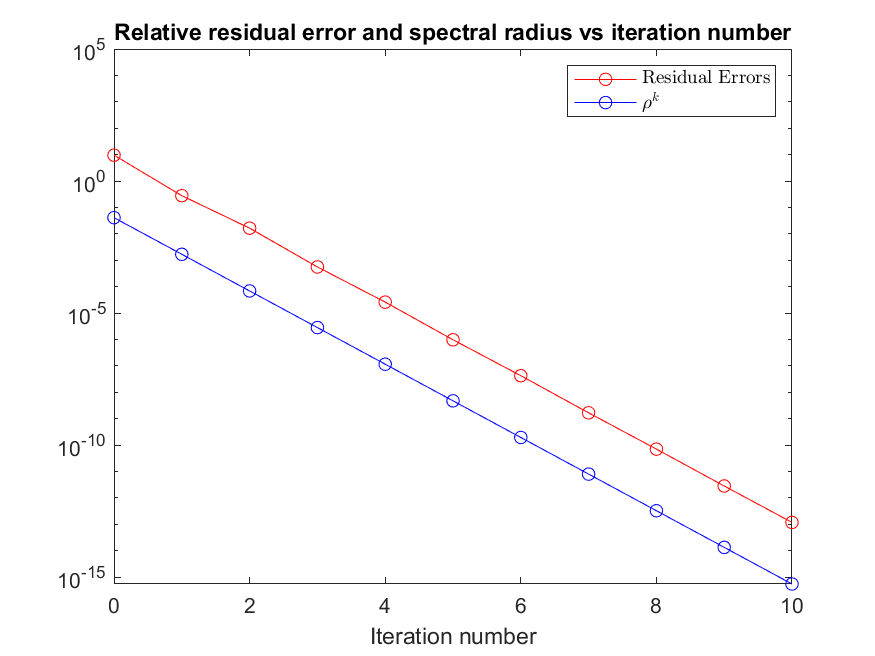 Relative residual error and spectral radius vs iteration number
10^5
10^0
10^-5
10^-10
10^-15
Residual Errors
ρ^k
0 2 4 6 8 10
Iteration number